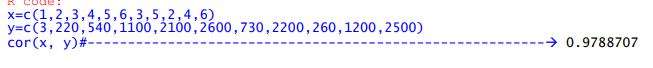 R code:
x=c(1,2,3,4,5,6,3,5,2,4,6)
y=c(3,220,540,1100,2100,2600,730,2200,260,1200,2500)
cor(x, y)#----------------------------------------------------------→ 0.9788707